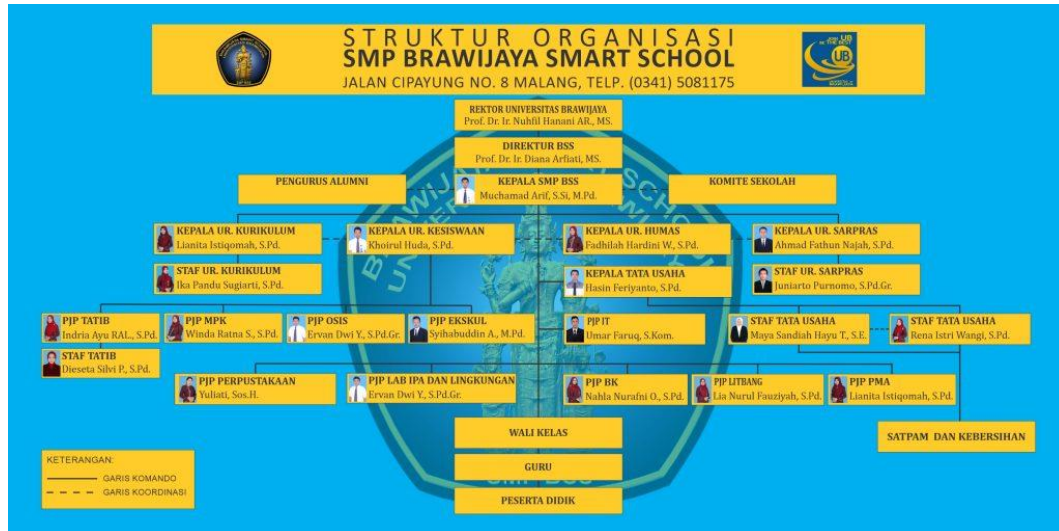 STRUKTUR ORGANISASI
SMP BRAWIJAYA SMART SCHOOL
JALAN CIPAYUNG NO. 8 MALANG, TELP. (0341) 5081175
JOIN UB
BE THE BEST
UB
REKTOR UNIVERSITAS BRAWIJAYA
Prof. Dr. Ir. Nuhfil Hanani AR., MS.
DIREKTUR BSS
Prof. Dr. Ir. Diana Arfiati, MS.
PENGURUS ALUMNI
KEPALA SMP BSS
Muchamad Arif, S.Si, M.Pd.
KOMITE SEKOLAH
KEPALA UR. KURIKULUM
Lianita Istiqomah, S.Pd.
KEPALA UR. KESISWAAN
Khoirul Huda, S.Pd.
KEPALA UR. HUMAS
Fadhilah Hardini W., S.Pd.
KEPALA UR. SARPRAS
Ahmad Fathun Najah, S.Pd.
STAF UR. KURIKULUM
Ika Pandu Sugiarti, S.Pd.
KEPALA TATA USAHA
Hasin Feriyanto, S.Pd.
STAF UR. SARPRAS
Juniarto Purnomo, S.Pd.Gr.
PJP TATIB
Indria Ayu RAL., S.Pd.
PJP MPK
Winda Ratna S., S.Pd.
PJP OSIS
Ervan Dwi Y., S.Pd.Gr.
PJP EKSKUL
Syihabuddin A., M.Pd.
PJP IT
Umar Faruq, S.Kom.
STAF TATA USAHA
Maya Sandiah Hayu T., S.E.
STAF TATA USAHA
Rena Istri Wangi, S.Pd.
STAF TATIB
Dieseta Silvi P., S.Pd.
PJP PERPUSTAKAAN
Yuliati, Sos.H.
PJP LAB IPA DAN LINGKUNGAN
Ervan Dwi Y., S.Pd.Gr.
PJP BK
Nahla Nurafni O., S.Pd.
PJP LITBANG
Lia Nurul Fauziyah, S.Pd.
PJP PMA
Lianita Istiqomah, S.Pd.
WALI KELAS
SATPAM DAN KEBERSIHAN
GURU
PESERTA DIDIK
SMP BSS
KETERANGAN:
GARIS KOMANDO
GARIS KOORDINASI